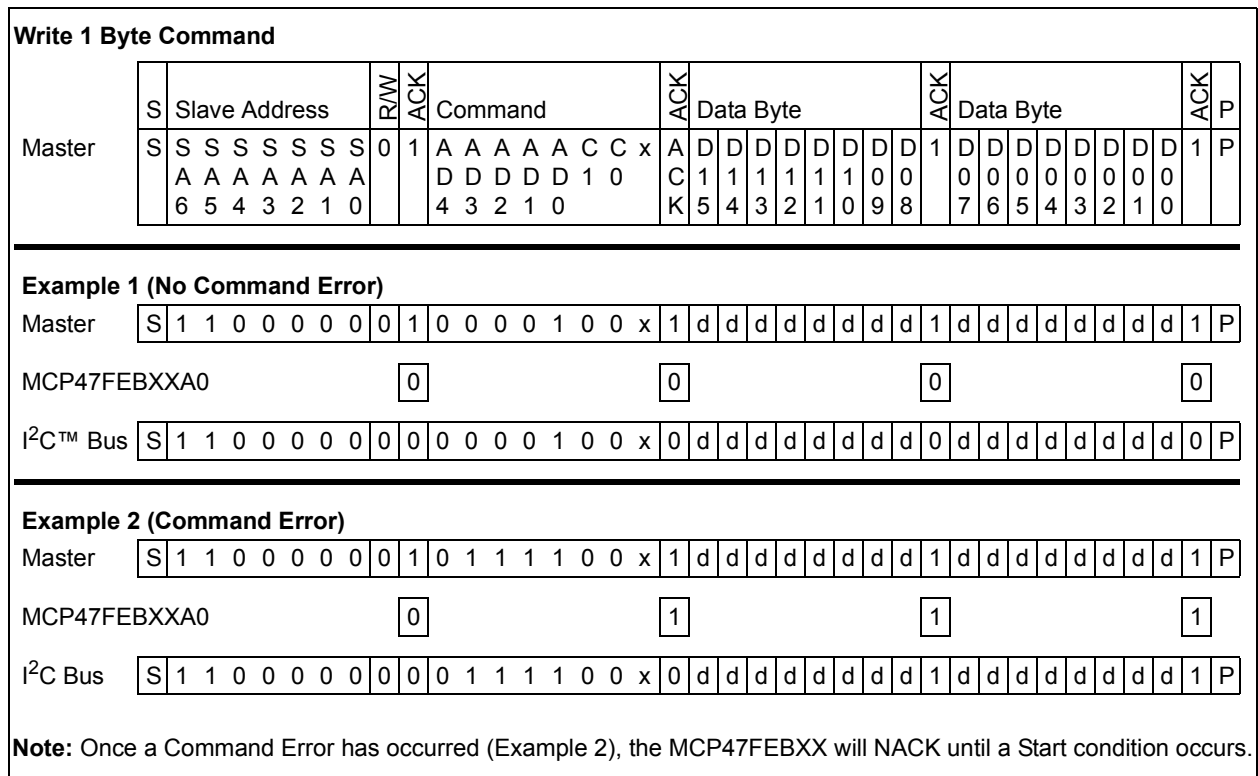 Write 1 Byte Command
S Slave Address R/W ACK Command ACK Data Byte ACK Data Byte ACK P
Master S S S S S S S S 0 1 A A A A A C C x A D D D D D D D D 1 D D D D D D D D 1 P
A A A A A A A D D D D D 1 0 C 1 1 1 1 1 1 0 0 0 0 0 0 0 0 0 0
6 5 4 3 2 1 0 4 3 2 1 0 K 5 4 3 2 1 0 9 8 7 6 5 4 3 2 1 0
Example 1 (No Command Error)
Master S 1 1 0 0 0 0 0 0 1 0 0 0 0 1 0 0 x 1 d d d d d d d d 1 d d d d d d d d 1 P
MCP47FEBXXA0 0 0 0 0
I²C™ Bus S 1 1 0 0 0 0 0 0 0 0 0 0 0 1 0 0 x 0 d d d d d d d d 0 d d d d d d d d 0 P
Example 2 (Command Error)
Master S 1 1 0 0 0 0 0 0 1 0 1 1 1 1 0 0 x 1 d d d d d d d d 1 d d d d d d d d 1 P
MCP47FEBXXA0 0 1 1 1
I²C Bus S 1 1 0 0 0 0 0 0 0 0 1 1 1 1 0 0 x 0 d d d d d d d d 1 d d d d d d d d 1 P
Note: Once a Command Error has occurred (Example 2), the MCP47FEBXX will NACK until a Start condition occurs.